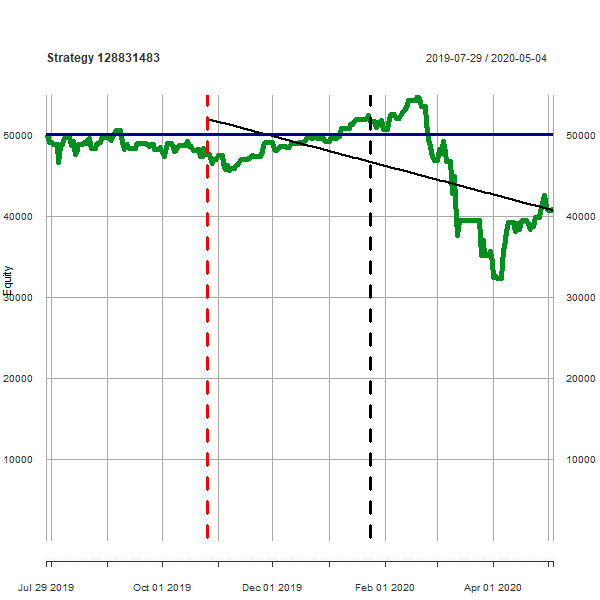 Strategy 128831483
2019-07-29 / 2020-05-04
50000
50000
40000
40000
Equity
30000
30000
20000
20000
10000
10000
Jul 29 2019
Oct 01 2019
Dec 01 2019
Feb 01 2020
Apr 01 2020